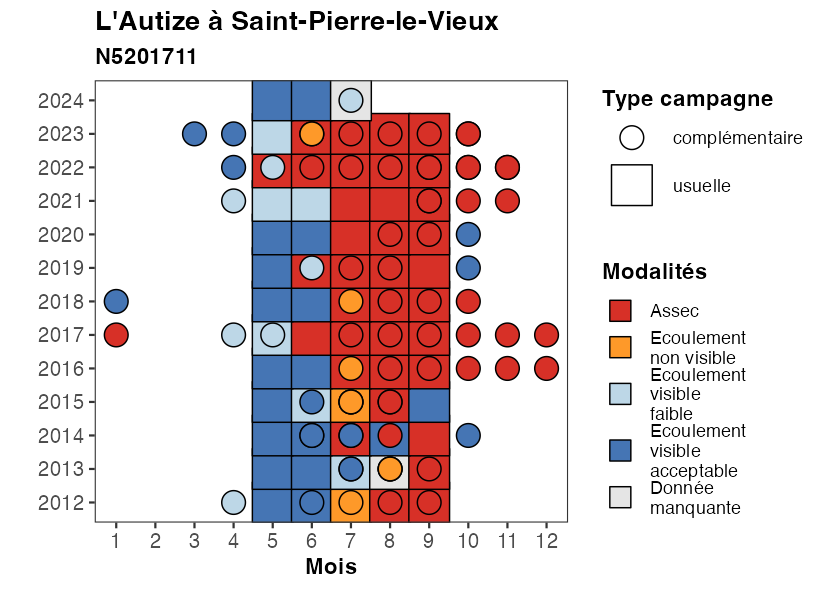 L'Autize à Saint-Pierre-le-Vieux
N5201711
2024
2023
2022
2021
2020
2019
2018
2017
2016
2015
2014
2013
2012
1 2 3 4 5 6 7 8 9 10 11 12
Mois
Type campagne
complémentaire
usuelle
Modalités
Assec
Ecoulement
non visible
Ecoulement
visible
faible
Ecoulement
visible
acceptable
Donnée
manquante